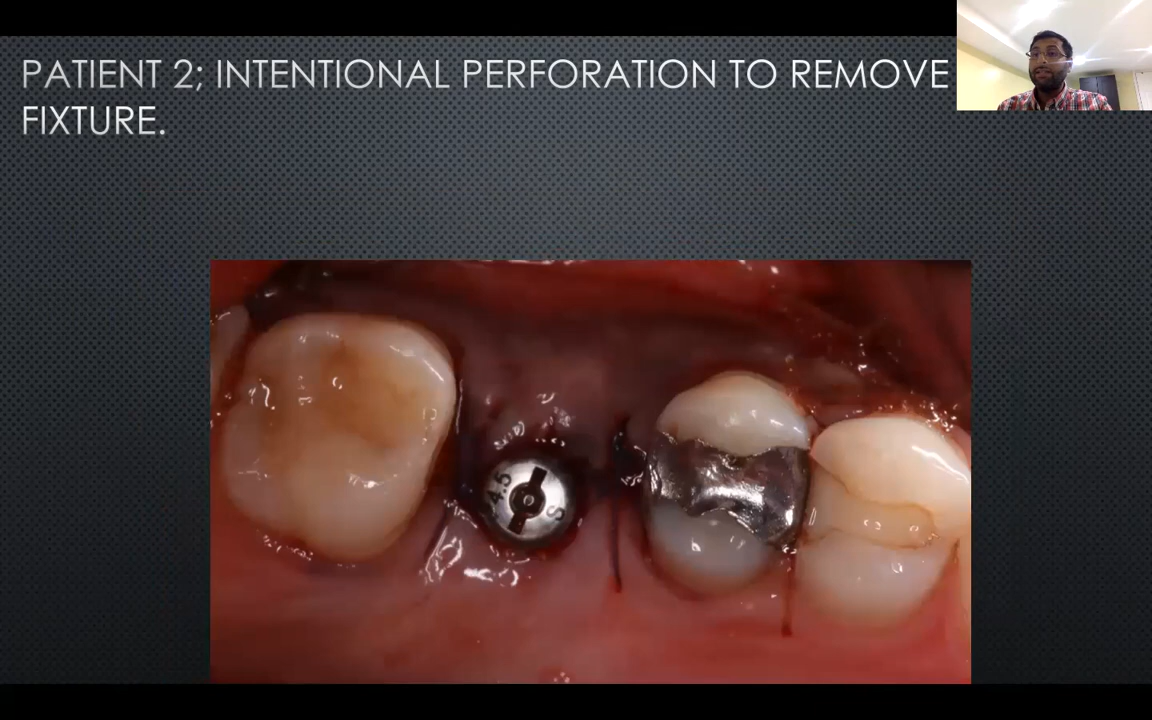 PATIENT 2; INTENTIONAL PERFORATION TO REMOVE
FIXTURE.
4.5
S